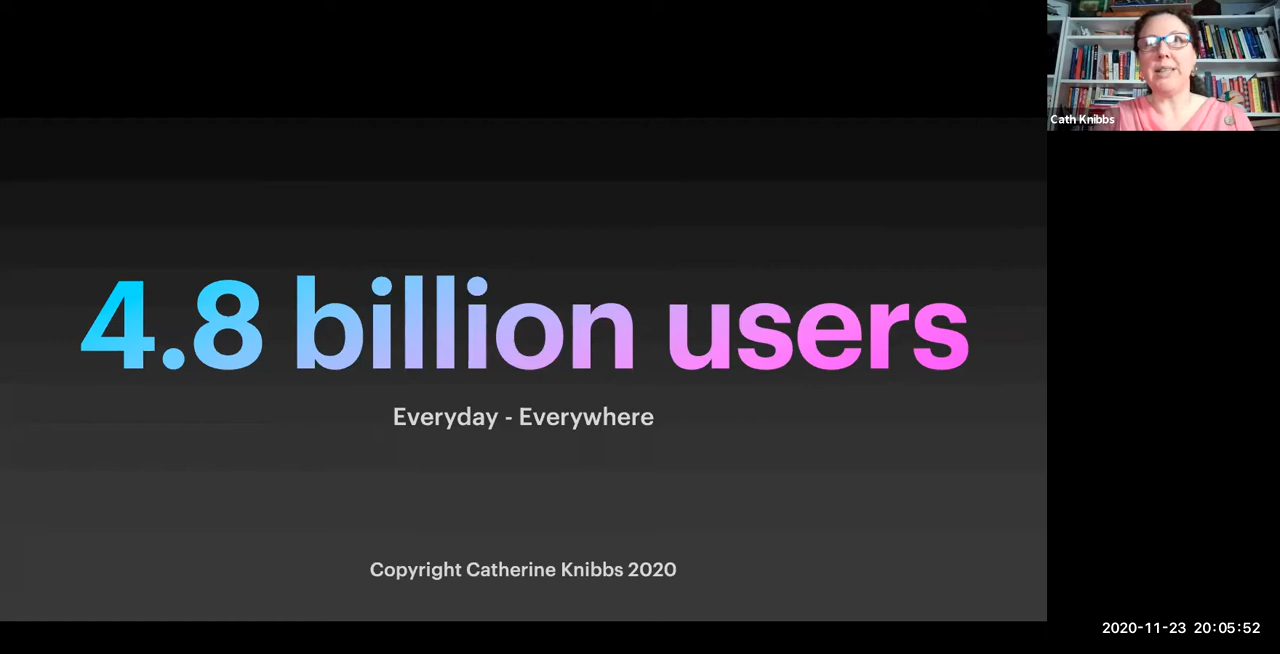 Cath Knibbs
4.8 billion users
Everyday - Everywhere
Copyright Catherine Knibbs 2020
2020-11-23 20:05:52